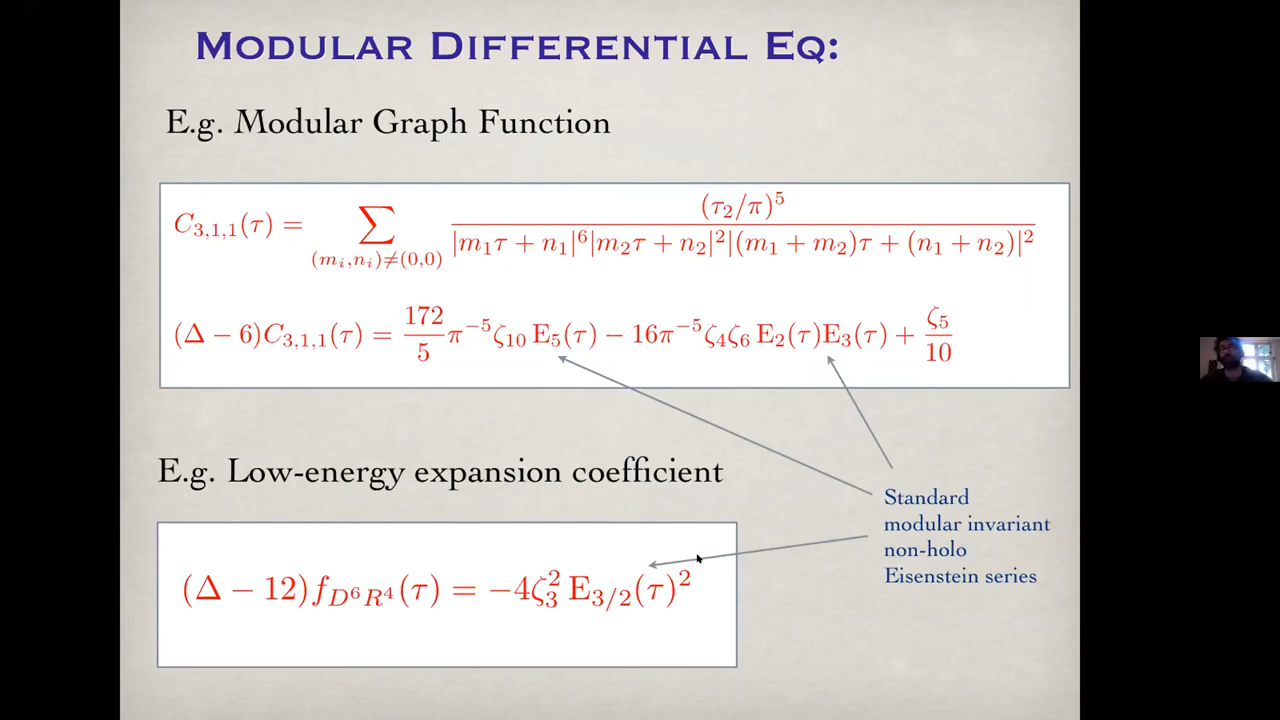 MODULAR DIFFERENTIAL EQ:
E.g. Modular Graph Function
C_{3,1,1}(τ) = ∑_{(m_i,n_i)≠(0,0)} (τ_2/π)^5 / |m_1τ + n_1|^6|m_2τ + n_2|^2|(m_1 + m_2)τ + (n_1 + n_2)|^2
(Δ − 6)C_{3,1,1}(τ) = 172/5 π^{−5}ζ_{10} E_5(τ) − 16π^{−5}ζ_4ζ_6 E_2(τ)E_3(τ) + ζ_5/10
E.g. Low-energy expansion coefficient
Standard
modular invariant
non-holo
Eisenstein series
(Δ − 12)f_{D^6R^4}(τ) = −4ζ_3^2 E_{3/2}(τ)^2